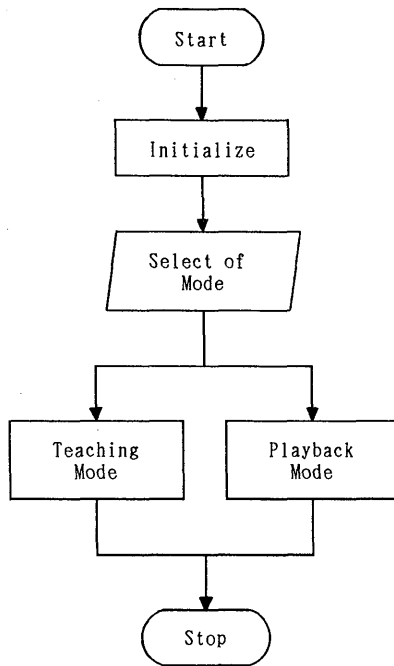 Start
Initialize
Select of
Mode
Teaching
Mode
Playback
Mode
Stop